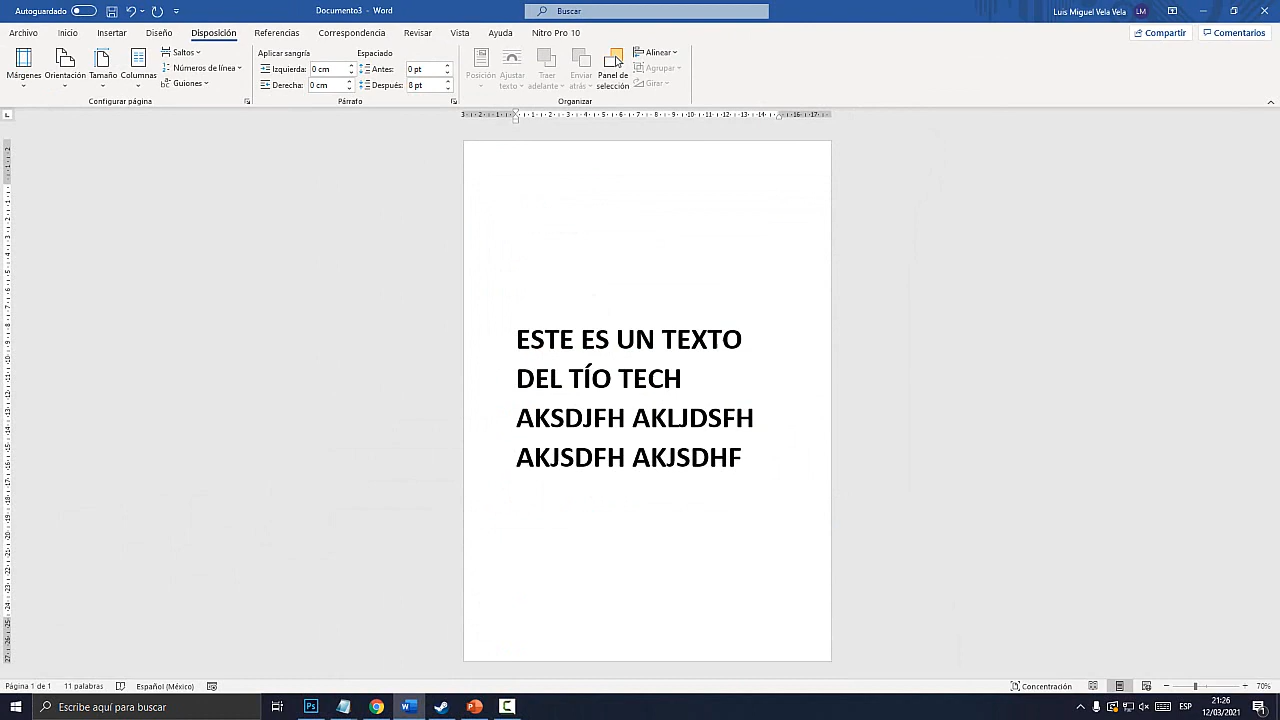 Autoguardado Documento3 - Word Buscar Luis Miguel Vela Vela LM
Archivo Inicio Insertar Diseño Disposición Referencias Correspondencia Revisar Vista Ayuda Nitro Pro 10 Compartir Comentarios
Márgenes Orientación Tamaño Columnas Saltos Números de línea Guiones
Configurar página
Aplicar sangría Espaciado
Izquierda: 0 cm Antes: 0 pt
Derecha: 0 cm Después: 8 pt
Párrafo
Posición Ajustar texto Traer adelante Enviar atrás Panel de selección Alinear Agrupar Girar
Organizar
ESTE ES UN TEXTO
DEL TÍO TECH
AKSDJFH AKLJDSFH
AKJSDFH AKJSDHF
Página 1 de 1 11 palabras Español (México) Concentración 70%
Escribe aquí para buscar ESP 21:26
12/03/2021